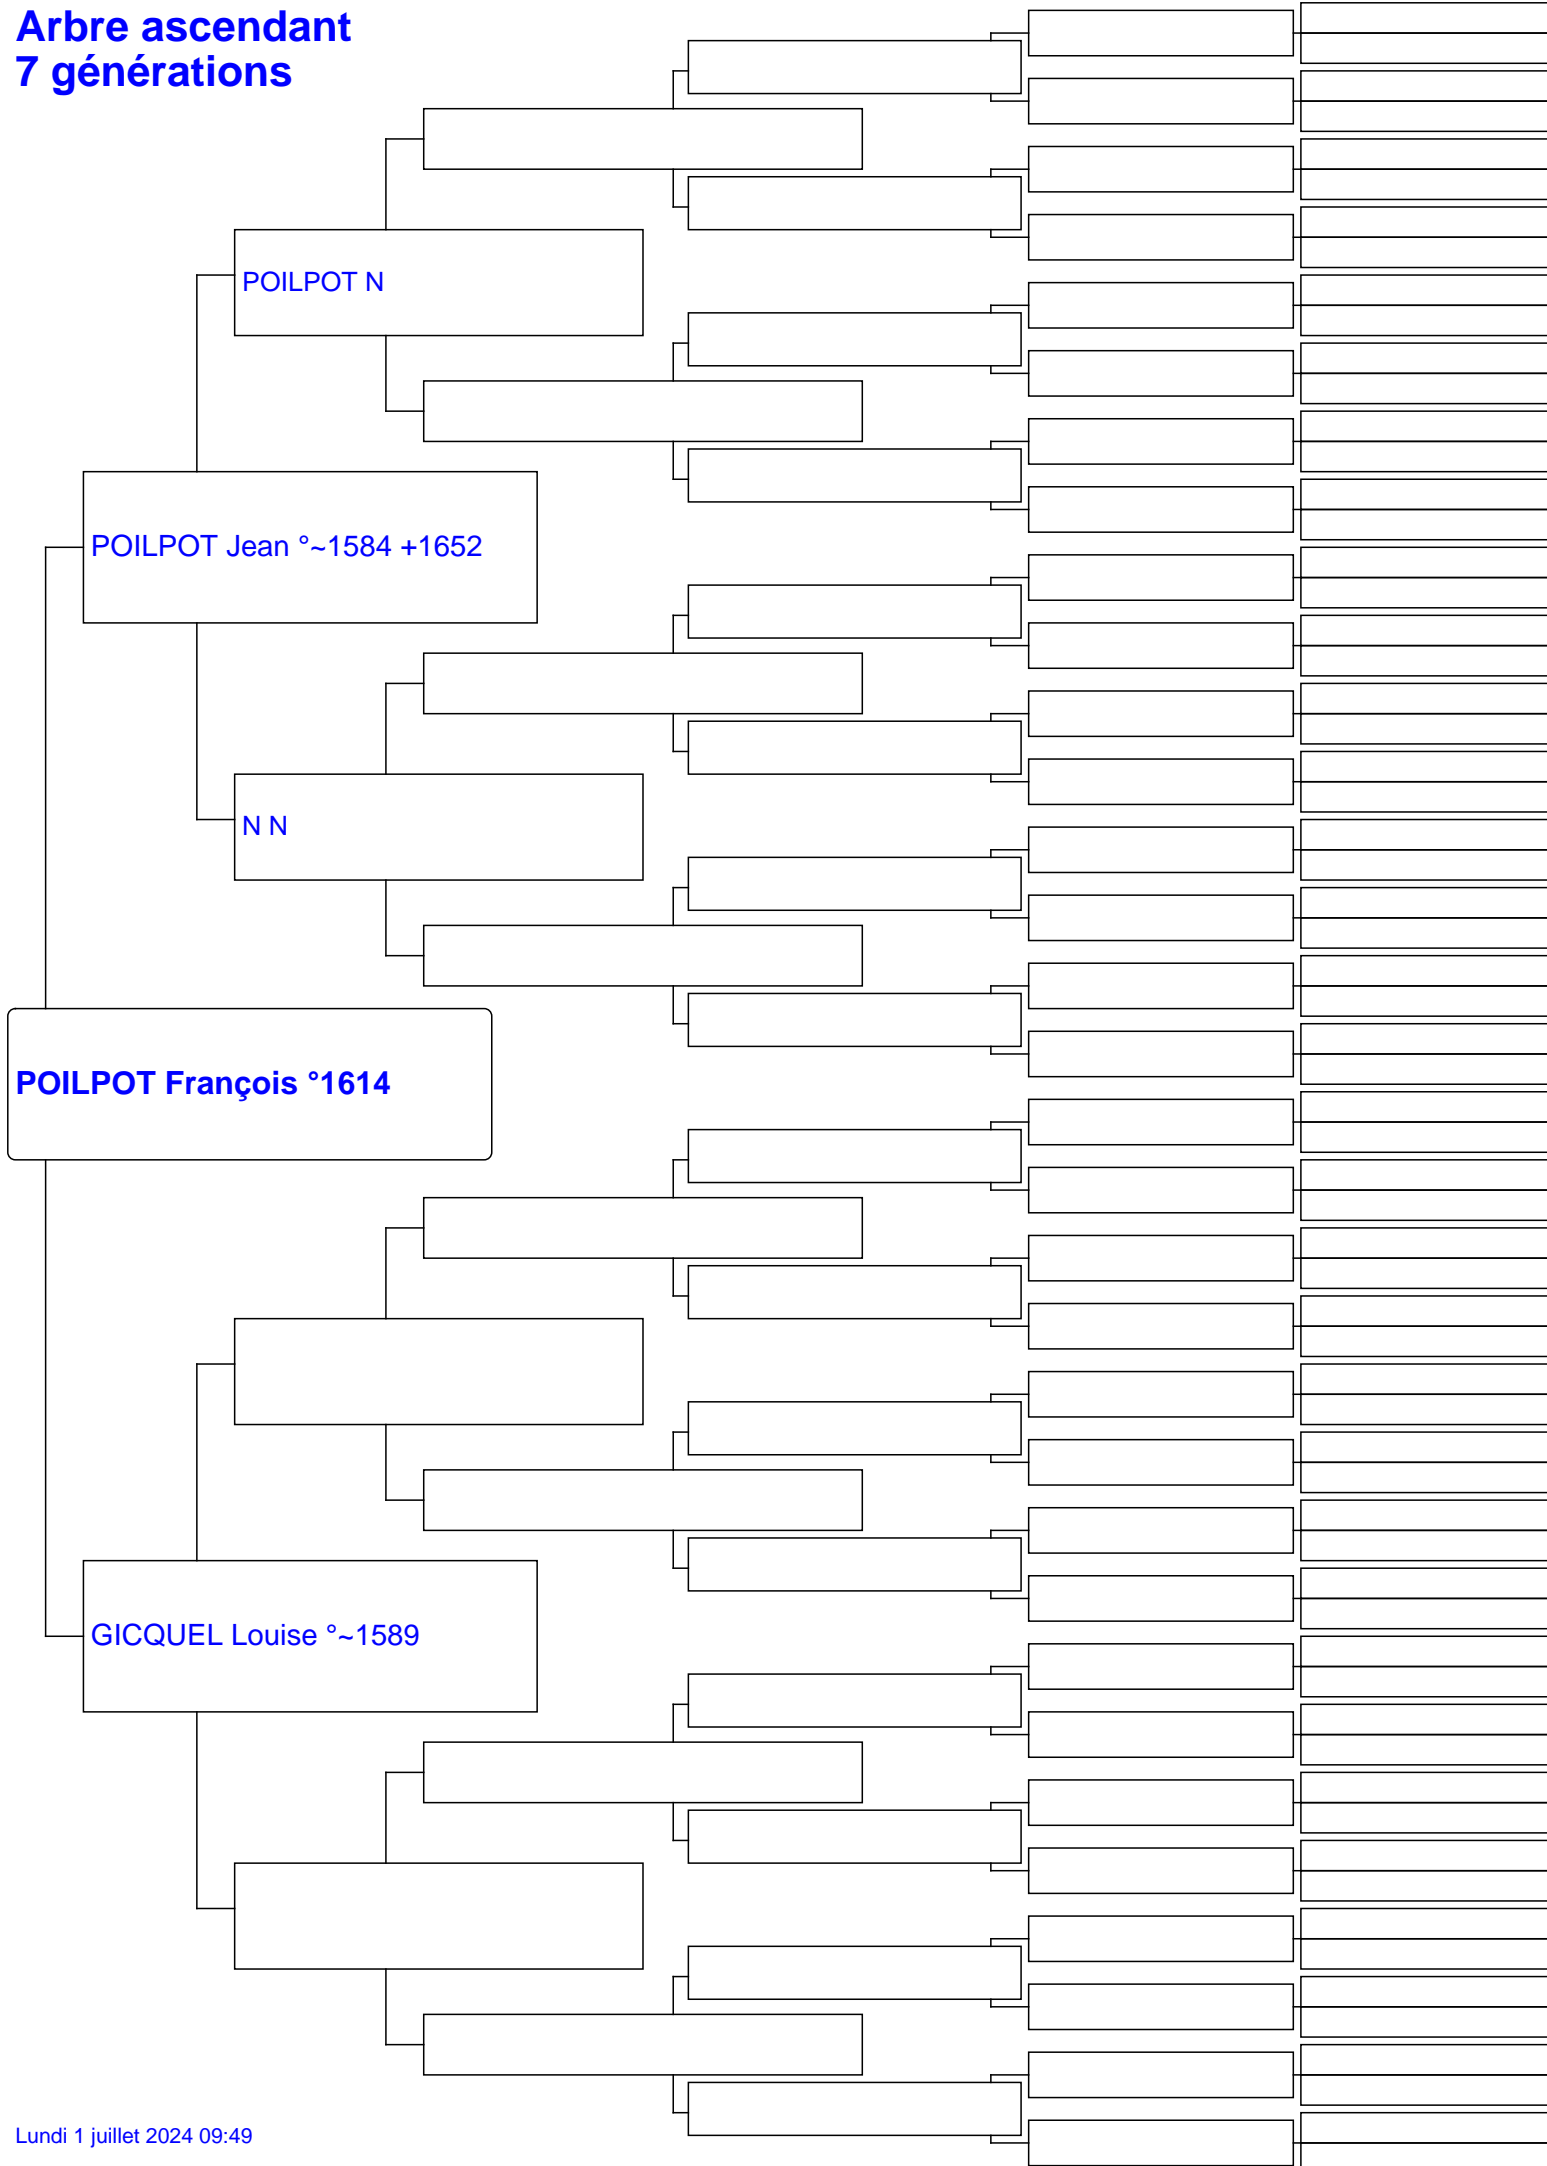 Arbre ascendant
7 générations
POILPOT N
POILPOT Jean °~1584 +1652
N N
POILPOT François °1614
GICQUEL Louise °~1589
Lundi 1 juillet 2024 09:49